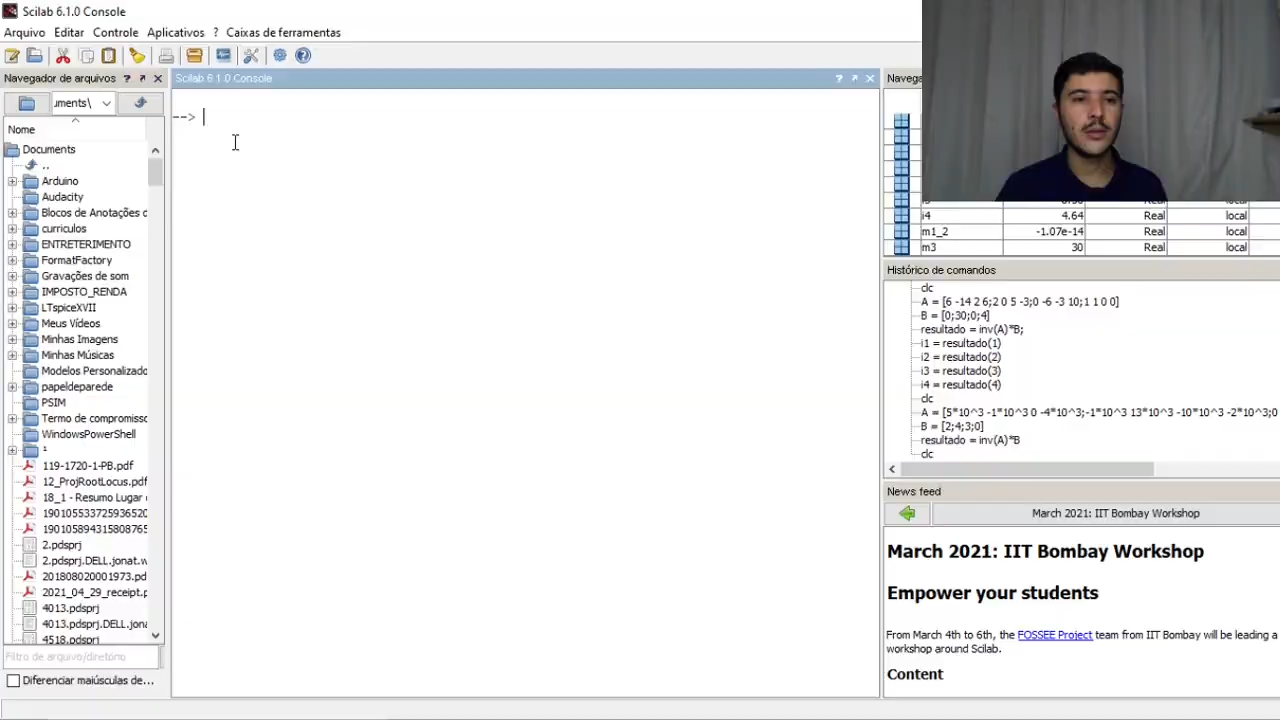 Scilab 6.1.0 Console
Arquivo Editar Controle Aplicativos ? Caixas de ferramentas
Navegador de arquivos ?
Scilab 6.1.0 Console ?
Navega
uments\
Nome
Documents
..
Arduino
Audacity
Blocos de Anotações d
curriculos
ENTRETERIMENTO
FormatFactory
Gravações de som
IMPOSTO_RENDA
LTspiceXVII
Meus Vídeos
Minhas Imagens
Minhas Músicas
Modelos Personalizado
papeldeparede
PSIM
Termo de compromisso
WindowsPowerShell
¹
119-1720-1-PB.pdf
12_ProjRootLocus.pdf
18_1 - Resumo Lugar
190105533725936520
190105894315808765
2.pdsprj
2.pdsprj.DELL.jonat.w
201808020001973.pd
2021_04_29_receipt.p
4013.pdsprj
4013.pdsprj.DELL.jona
4518.pdsprj
Filtro de arquivo/diretório
Diferenciar maiúsculas de...
-->
i4 4.64 Real local
m1_2 -1.07e-14 Real local
m3 30 Real local
Histórico de comandos
clc
A = [6 -14 2 6;2 0 5 -3;0 -6 -3 10;1 1 0 0]
B = [0;30;0;4]
resultado = inv(A)*B;
i1 = resultado(1)
i2 = resultado(2)
i3 = resultado(3)
i4 = resultado(4)
clc
A = [5*10^3 -1*10^3 0 -4*10^3;-1*10^3 13*10^3 -10*10^3 -2*10^3;0
B = [2;4;3;0]
resultado = inv(A)*B
clc
News feed
March 2021: IIT Bombay Workshop
March 2021: IIT Bombay Workshop
Empower your students
From March 4th to 6th, the FOSSEE Project team from IIT Bombay will be leading a
workshop around Scilab.
Content